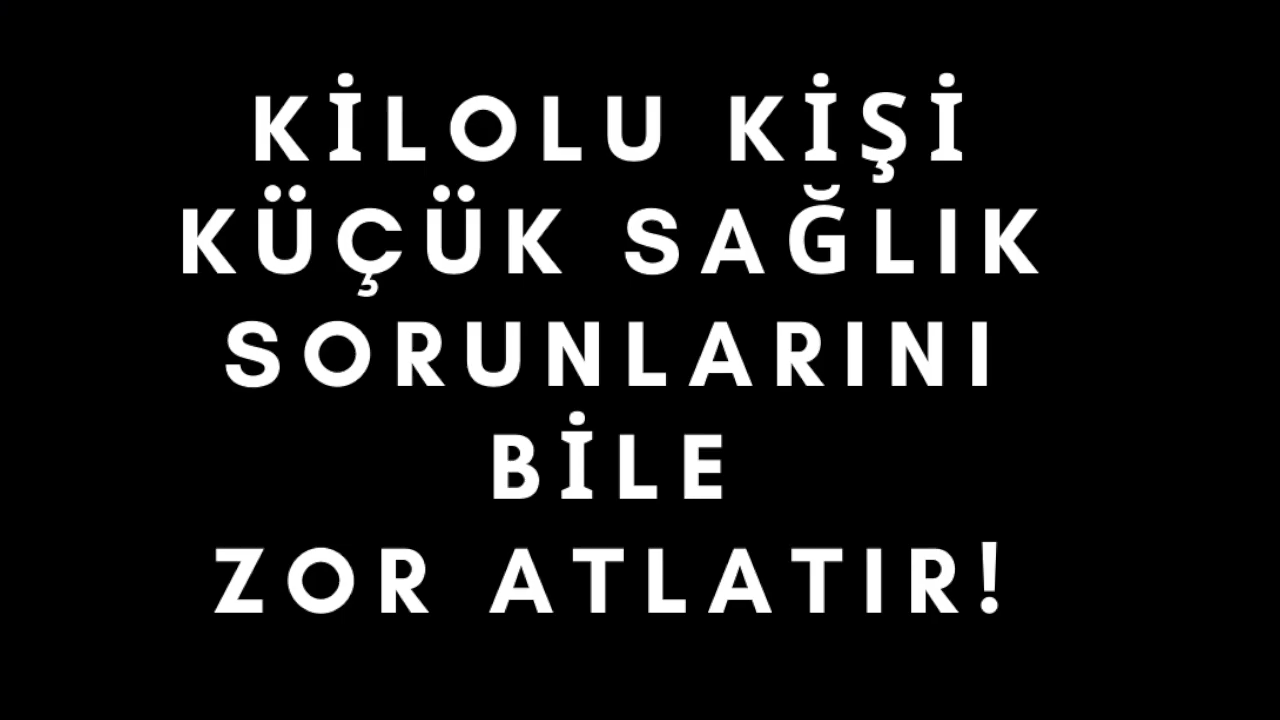 KİLOLU KİŞİ
KÜÇÜK SAĞLIK
SORUNLARINI
BİLE
ZOR ATLATIR!